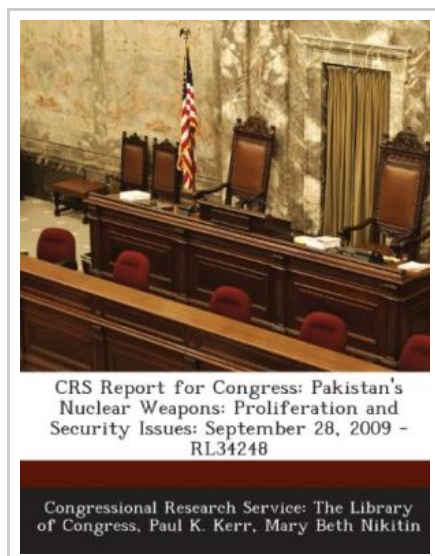 CRS Report for Congress: Pakistan's
Nuclear Weapons: Proliferation and
Security Issues: September 28, 2009 -
RL34248
Congressional Research Service: The Library
of Congress, Paul K. Kerr, Mary Beth Nikitin